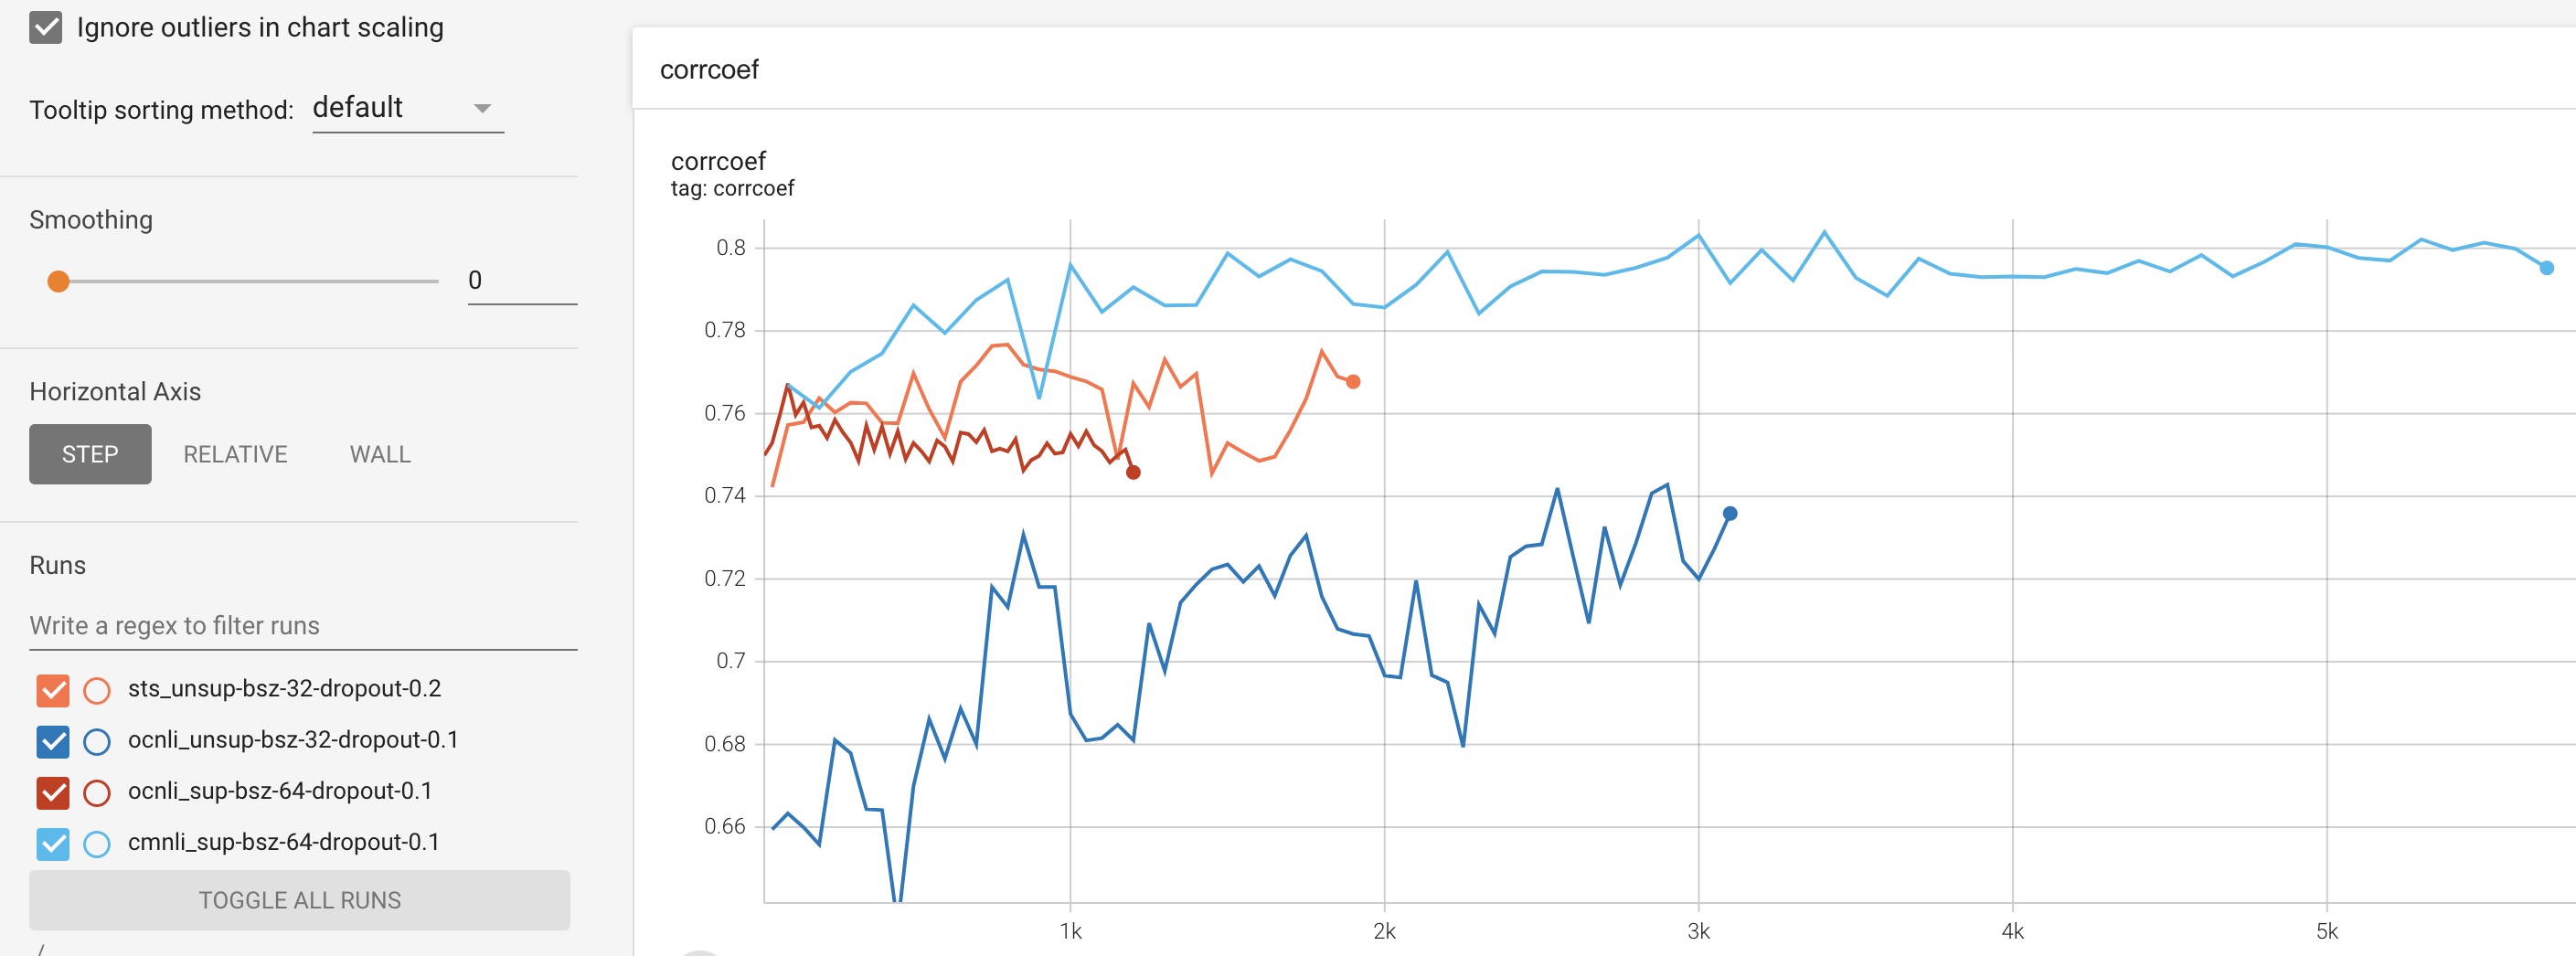 Ignore outliers in chart scaling
Tooltip sorting method: default
Smoothing
0
Horizontal Axis
STEP RELATIVE WALL
Runs
Write a regex to filter runs
sts_unsup-bsz-32-dropout-0.2
ocnli_unsup-bsz-32-dropout-0.1
ocnli_sup-bsz-64-dropout-0.1
cmnli_sup-bsz-64-dropout-0.1
TOGGLE ALL RUNS
/
corrcoef
corrcoef
tag: corrcoef
0.8
0.78
0.76
0.74
0.72
0.7
0.68
0.66
1k 2k 3k 4k 5k